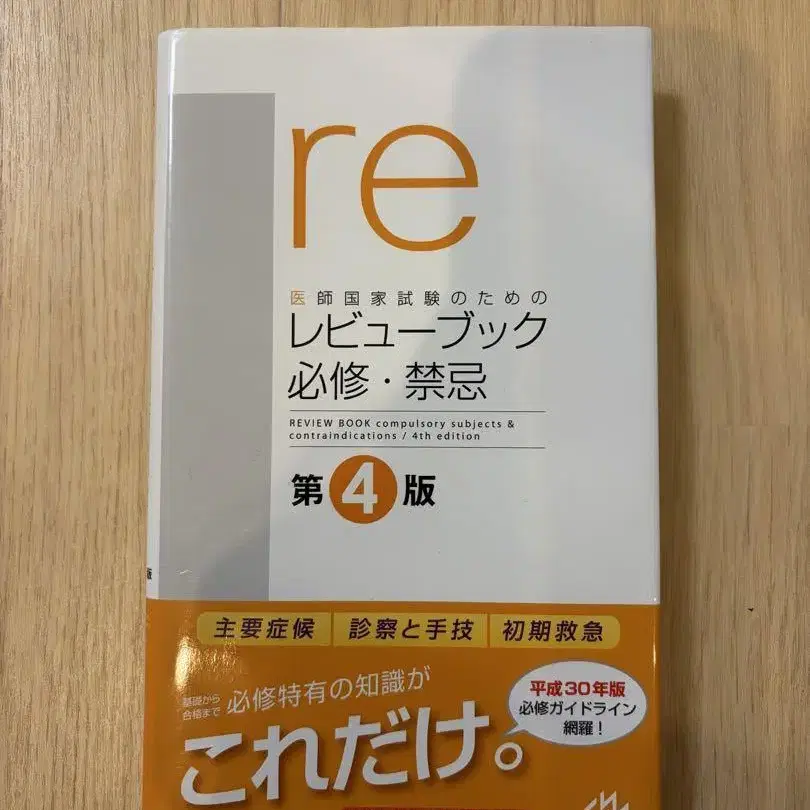 re
医師国家試験のための
レビューブック
必修・禁忌
REVIEW BOOK compulsory subjects &
contraindications / 4th edition
第4版
版
主要症候 診察と手技 初期救急
基礎から
合格まで
必修特有の知識が
これだけ。
平成30年版
必修ガイドライン
網羅！